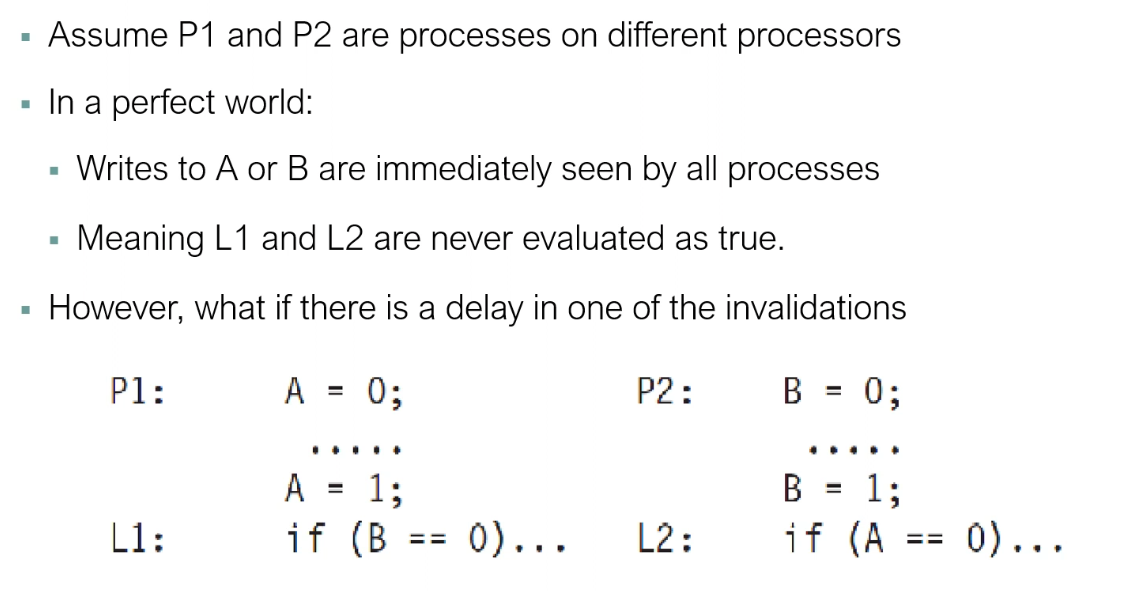 ▪ Assume P1 and P2 are processes on different processors
▪ In a perfect world:
▪ Writes to A or B are immediately seen by all processes
▪ Meaning L1 and L2 are never evaluated as true.
▪ However, what if there is a delay in one of the invalidations
P1: A = 0; P2: B = 0;
..... .....
A = 1; B = 1;
L1: if (B == 0)... L2: if (A == 0)...